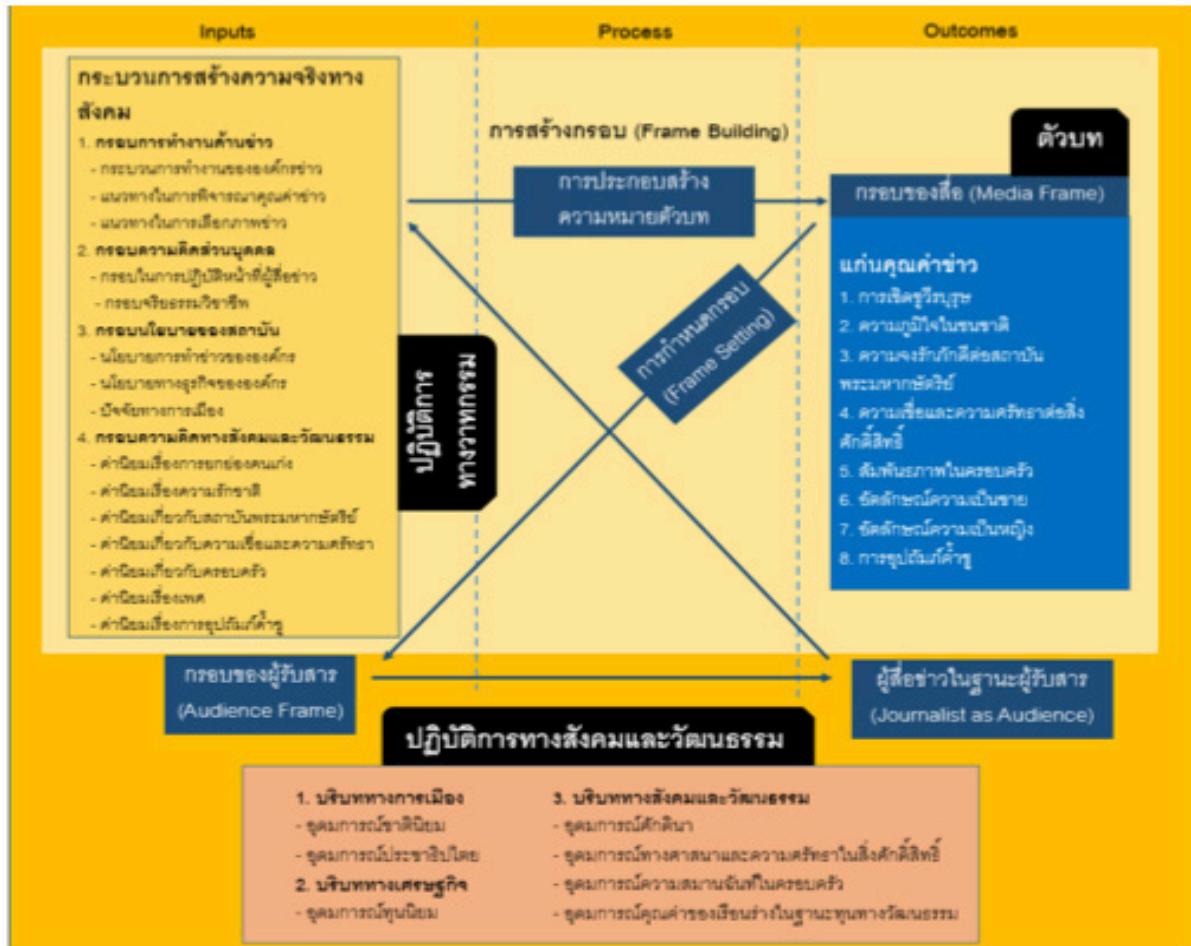 Inputs
Process
Outcomes
กระบวนการสร้างความจริงทาง
สังคม
1. กรอบการทำงานด้านข่าว
- กระบวนการทำงานขององค์กรข่าว
- แนวทางในการพิจารณาคุณค่าข่าว
- แนวทางในการเลือกภาพข่าว
2. กรอบความคิดส่วนบุคคล
- กรอบในการปฏิบัติหน้าที่ผู้สื่อข่าว
- กรอบจริยธรรมวิชาชีพ
3. กรอบนโยบายของสถาบัน
- นโยบายการทำข่าวขององค์กร
- นโยบายทางธุรกิจขององค์กร
- ปัจจัยทางการเมือง
4. กรอบความคิดทางสังคมและวัฒนธรรม
- ค่านิยมเรื่องการยกย่องคนเก่ง
- ค่านิยมเรื่องความรักชาติ
- ค่านิยมเกี่ยวกับสถาบันพระมหากษัตริย์
- ค่านิยมเกี่ยวกับความเชื่อและความศรัทธา
- ค่านิยมเกี่ยวกับครอบครัว
- ค่านิยมเรื่องเพศ
- ค่านิยมเรื่องการอุปถัมภ์ค้ำชู
ปฏิบัติการ
ทางวาทกรรม
การสร้างกรอบ (Frame Building)
การประกอบสร้าง
ความหมายตัวบท
การกำหนดกรอบ
(Frame Setting)
ตัวบท
กรอบของสื่อ (Media Frame)
แก่นคุณค่าข่าว
1. การเชิดชูวีรบุรุษ
2. ความภูมิใจในชนชาติ
3. ความจงรักภักดีต่อสถาบัน
พระมหากษัตริย์
4. ความเชื่อและความศรัทธาต่อสิ่ง
ศักดิ์สิทธิ์
5. สัมพันธภาพในครอบครัว
6. อัตลักษณ์ความเป็นชาย
7. อัตลักษณ์ความเป็นหญิง
8. การอุปถัมภ์ค้ำชู
กรอบของผู้รับสาร
(Audience Frame)
ผู้สื่อข่าวในฐานะผู้รับสาร
(Journalist as Audience)
ปฏิบัติการทางสังคมและวัฒนธรรม
1. บริบททางการเมือง
- อุดมการณ์ชาตินิยม
- อุดมการณ์ประชาธิปไตย
2. บริบททางเศรษฐกิจ
- อุดมการณ์ทุนนิยม
3. บริบททางสังคมและวัฒนธรรม
- อุดมการณ์ศักดินา
- อุดมการณ์ทางศาสนาและความศรัทธาในสิ่งศักดิ์สิทธิ์
- อุดมการณ์ความสมานฉันท์ในครอบครัว
- อุดมการณ์คุณค่าของเรือนร่างในฐานะทุนทางวัฒนธรรม